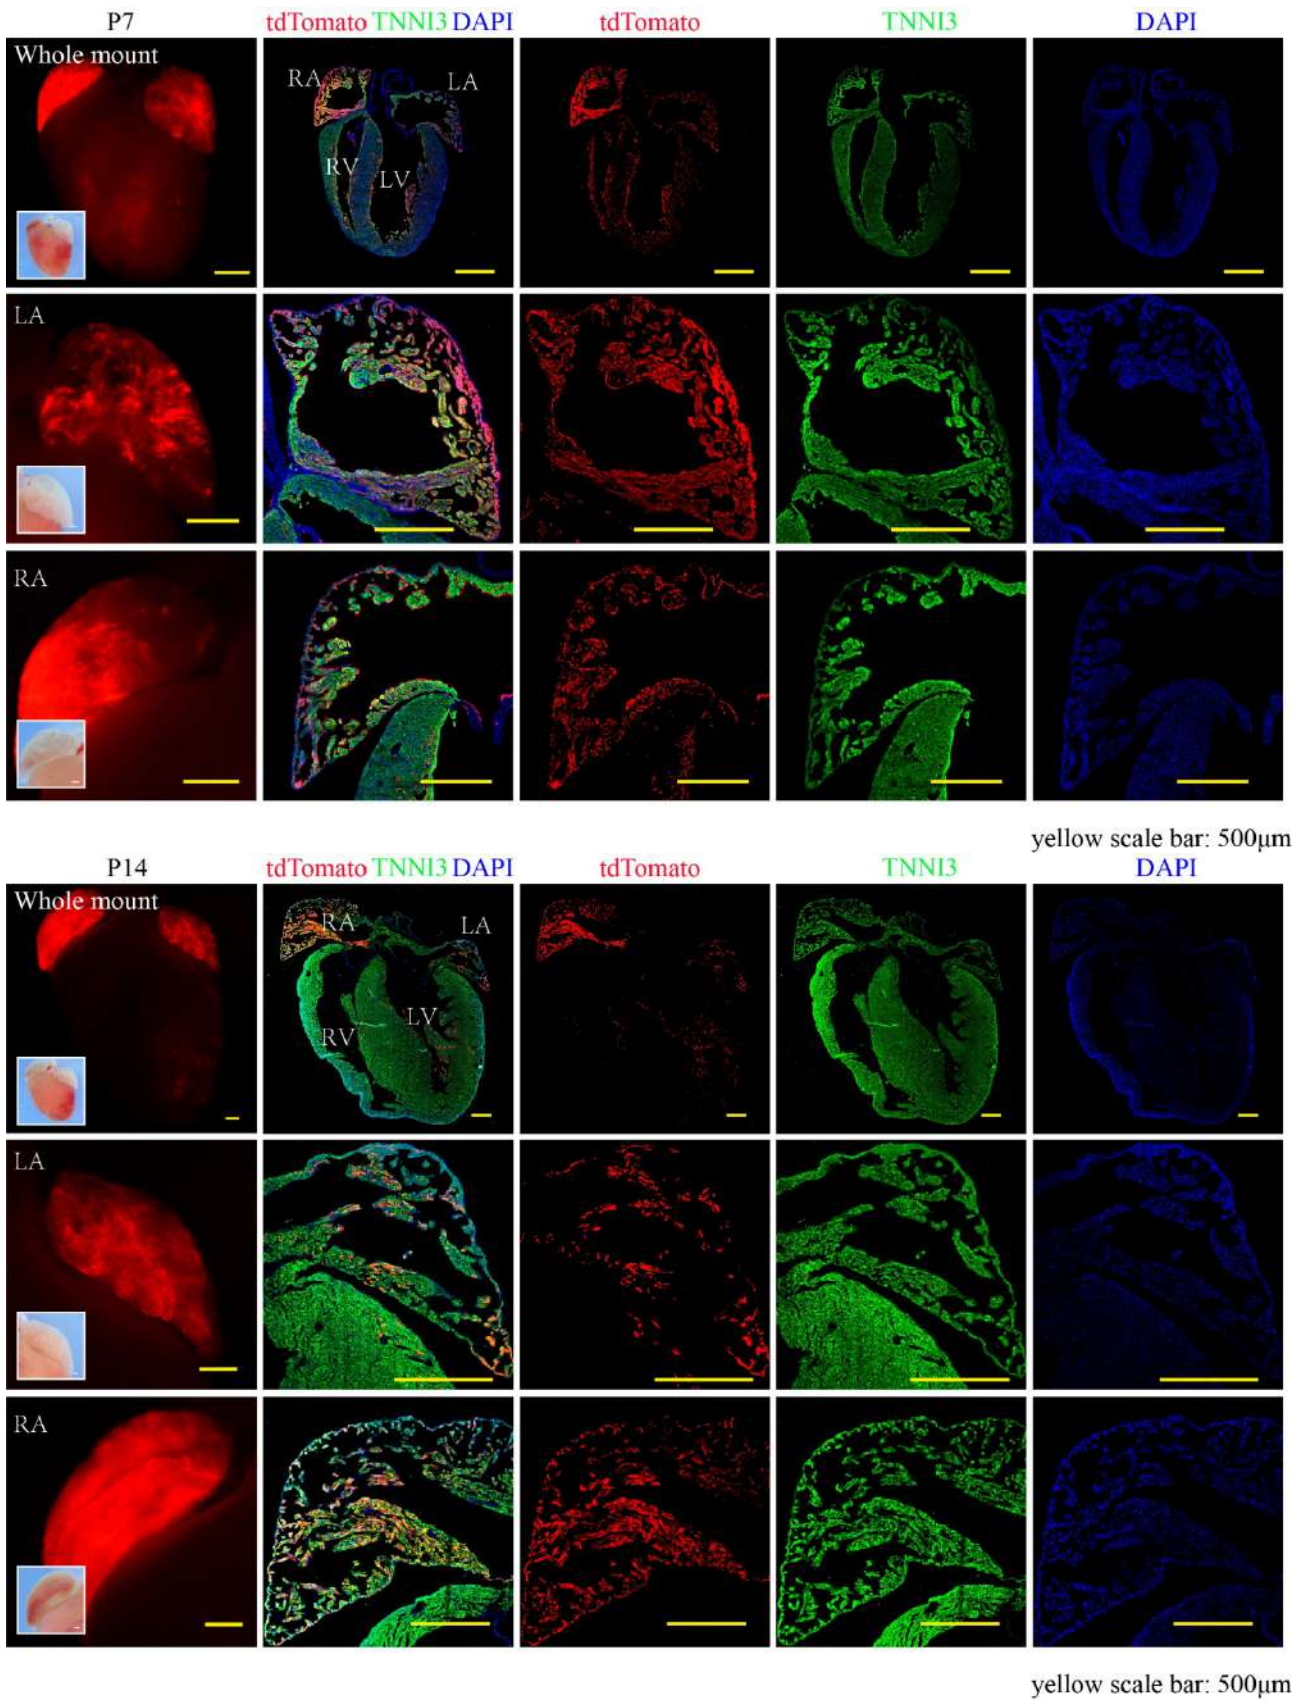 P7 tdTomato TNNI3 DAPI tdTomato TNNI3 DAPI
Whole mount
RA LA
RV LV
LA
RA
yellow scale bar: 500μm
P14 tdTomato TNNI3 DAPI tdTomato TNNI3 DAPI
Whole mount
RA LA
LV
RV
LA
RA
yellow scale bar: 500μm